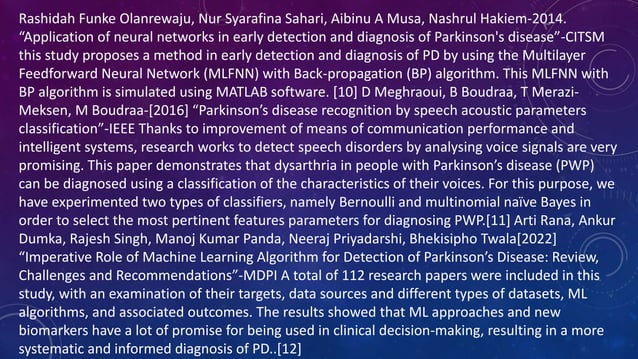 Rashidah Funke Olanrewaju, Nur Syarafina Sahari, Aibinu A Musa, Nashrul Hakiem-2014.
“Application of neural networks in early detection and diagnosis of Parkinson's disease”-CITSM
this study proposes a method in early detection and diagnosis of PD by using the Multilayer
Feedforward Neural Network (MLFNN) with Back-propagation (BP) algorithm. This MLFNN with
BP algorithm is simulated using MATLAB software. [10] D Meghraoui, B Boudraa, T Merazi-
Meksen, M Boudraa-[2016] “Parkinson’s disease recognition by speech acoustic parameters
classification”-IEEE Thanks to improvement of means of communication performance and
intelligent systems, research works to detect speech disorders by analysing voice signals are very
promising. This paper demonstrates that dysarthria in people with Parkinson’s disease (PWP)
can be diagnosed using a classification of the characteristics of their voices. For this purpose, we
have experimented two types of classifiers, namely Bernoulli and multinomial naïve Bayes in
order to select the most pertinent features parameters for diagnosing PWP.[11] Arti Rana, Ankur
Dumka, Rajesh Singh, Manoj Kumar Panda, Neeraj Priyadarshi, Bhekisipho Twala[2022]
“Imperative Role of Machine Learning Algorithm for Detection of Parkinson’s Disease: Review,
Challenges and Recommendations”-MDPI A total of 112 research papers were included in this
study, with an examination of their targets, data sources and different types of datasets, ML
algorithms, and associated outcomes. The results showed that ML approaches and new
biomarkers have a lot of promise for being used in clinical decision-making, resulting in a more
systematic and informed diagnosis of PD..[12]